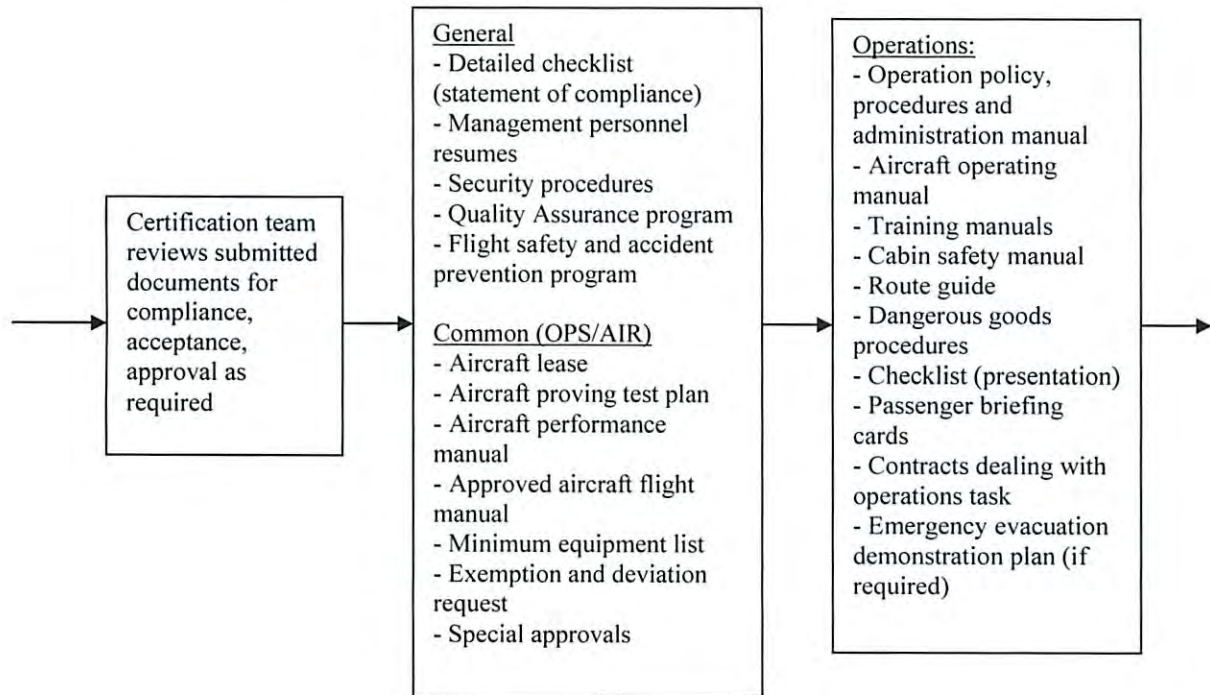 Certification team
reviews submitted
documents for
compliance,
acceptance,
approval as
required
General
- Detailed checklist
(statement of compliance)
- Management personnel
resumes
- Security procedures
- Quality Assurance program
- Flight safety and accident
prevention program
Common (OPS/AIR)
- Aircraft lease
- Aircraft proving test plan
- Aircraft performance
manual
- Approved aircraft flight
manual
- Minimum equipment list
- Exemption and deviation
request
- Special approvals
Operations:
- Operation policy,
procedures and
administration manual
- Aircraft operating
manual
- Training manuals
- Cabin safety manual
- Route guide
- Dangerous goods
procedures
- Checklist (presentation)
- Passenger briefing
cards
- Contracts dealing with
operations task
- Emergency evacuation
demonstration plan (if
required)